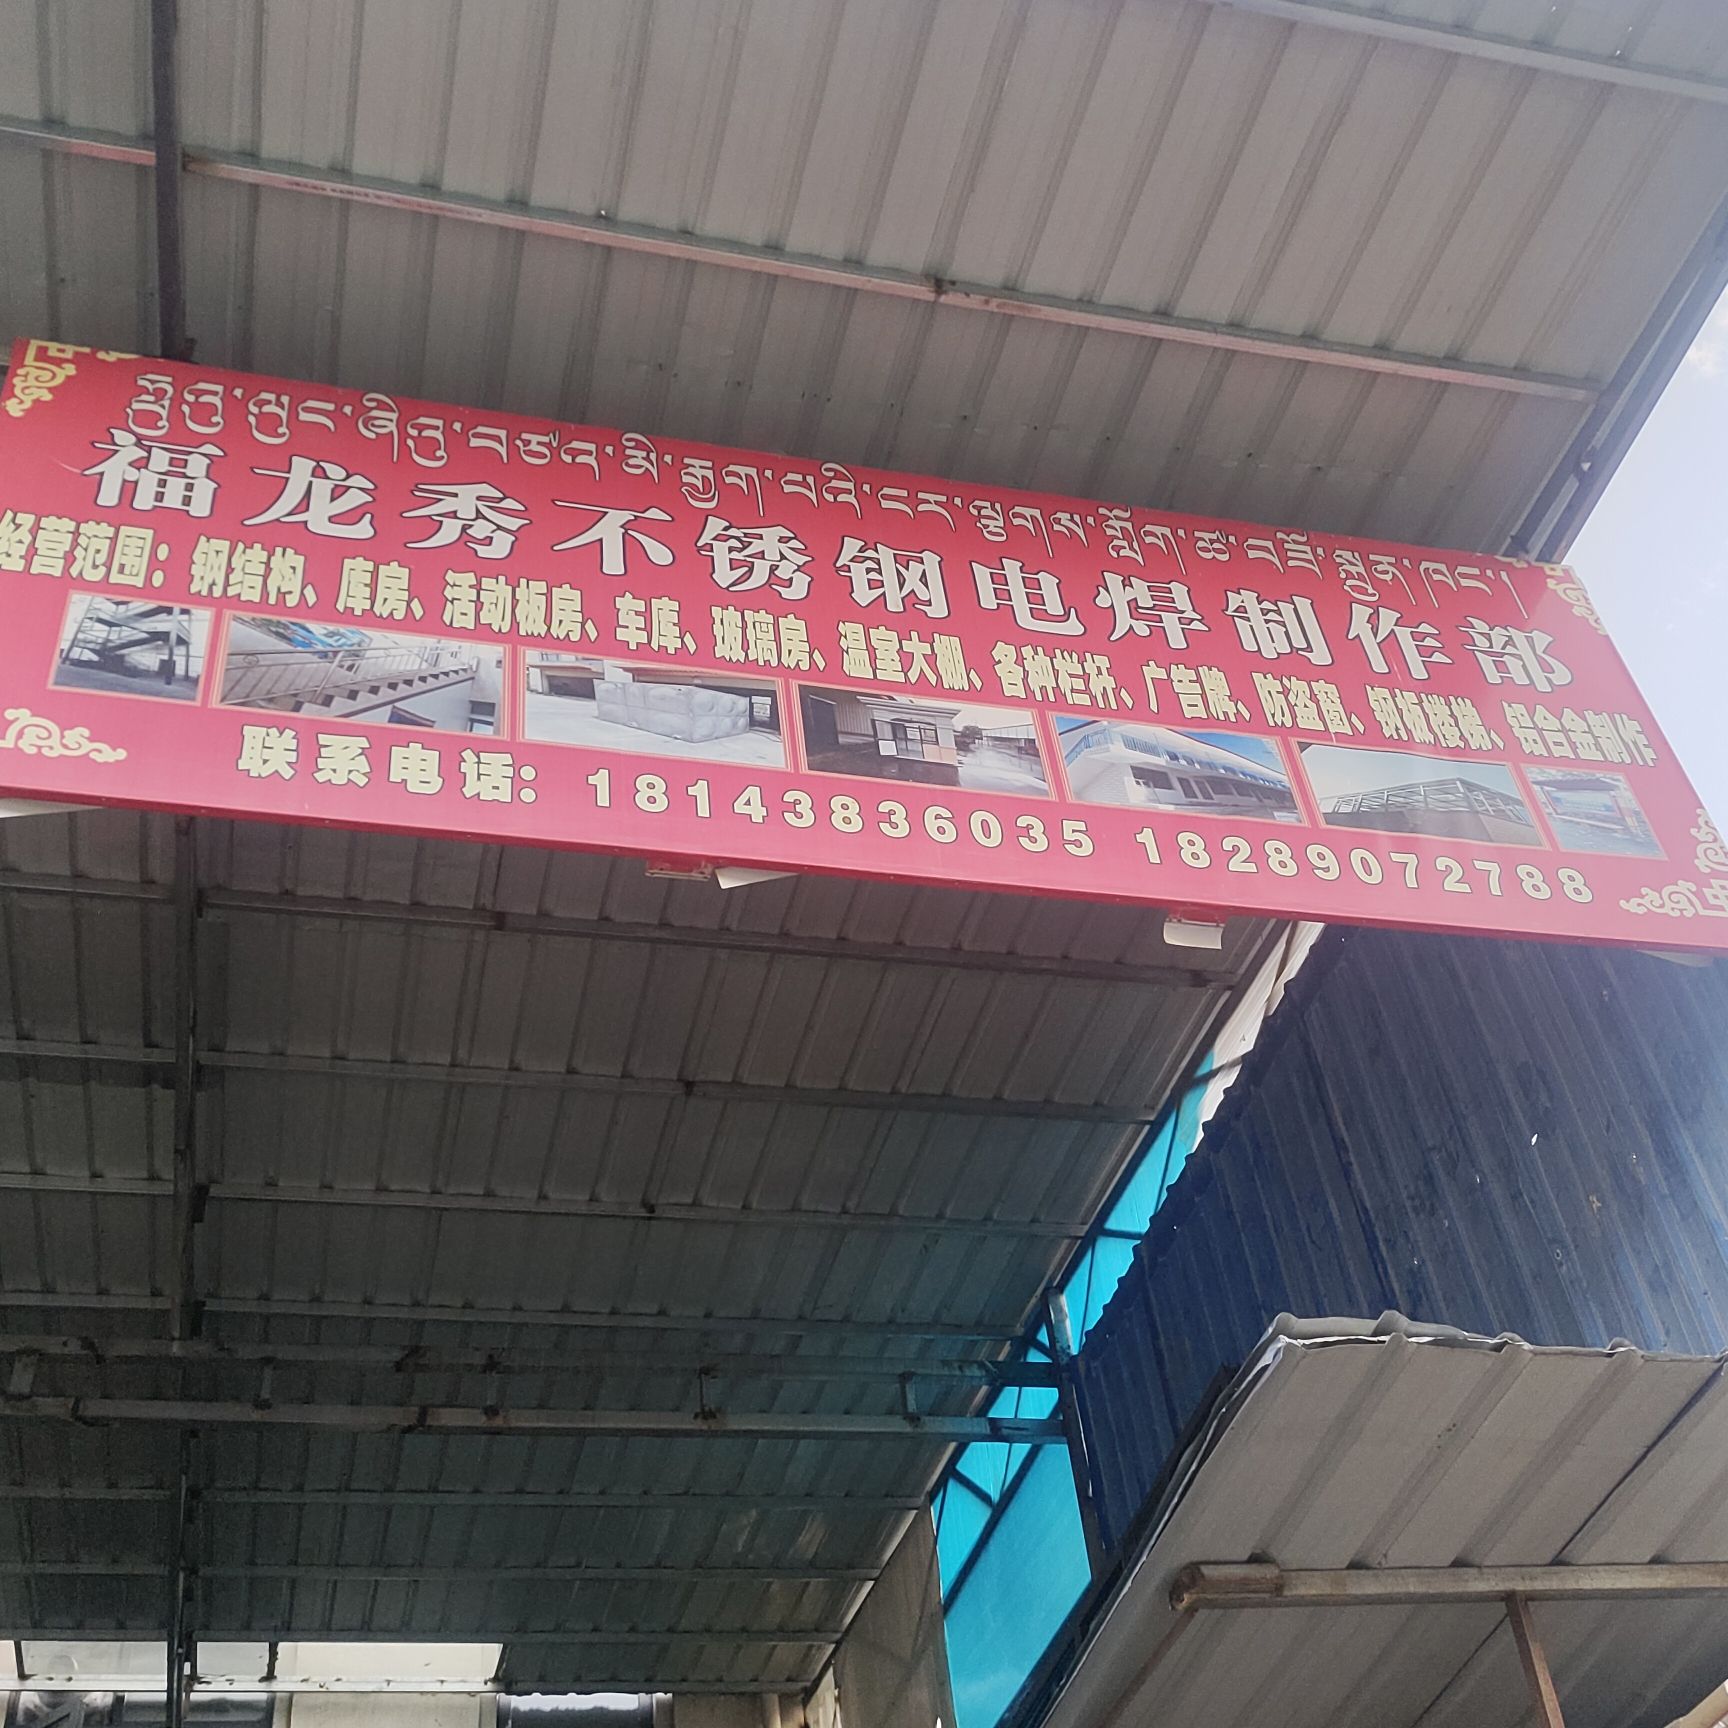 ཧྥུའུ་ལུང་ཞིའུ་བཙའ་མི་རྒྱག་པའི་ངར་ལྕགས་གློག་ཚ་བཟོ་སྐྲུན་ཁང་།
福龙秀不锈钢电焊制作部
经营范围：钢结构、库房、活动板房、车库、玻璃房、温室大棚、各种栏杆、广告牌、防盗窗、钢板楼梯、铝合金制作
联系电话：18143836035 18289072788